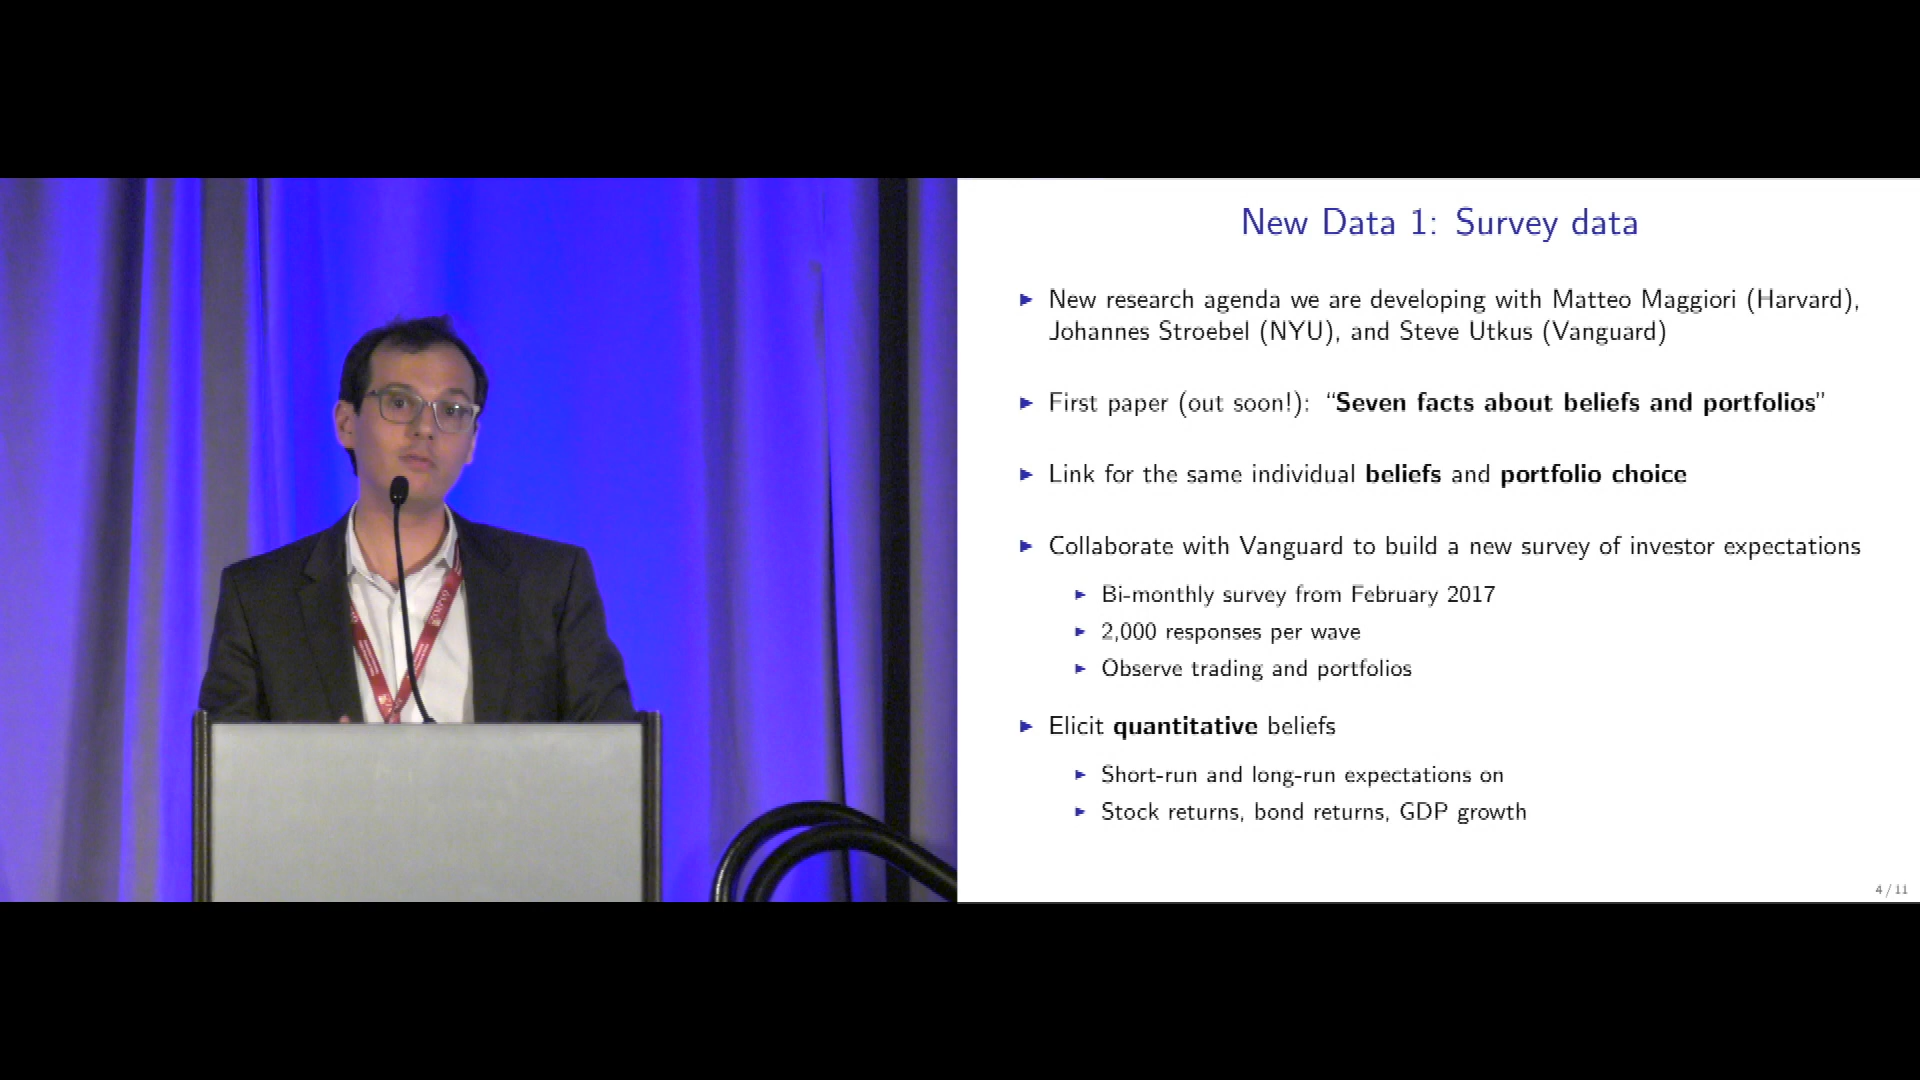 New Data 1: Survey data
New research agenda we are developing with Matteo Maggiori (Harvard),
Johannes Stroebel (NYU), and Steve Utkus (Vanguard)
First paper (out soon!): “Seven facts about beliefs and portfolios”
Link for the same individual beliefs and portfolio choice
Collaborate with Vanguard to build a new survey of investor expectations
Bi-monthly survey from February 2017
2,000 responses per wave
Observe trading and portfolios
Elicit quantitative beliefs
Short-run and long-run expectations on
Stock returns, bond returns, GDP growth
4 / 11